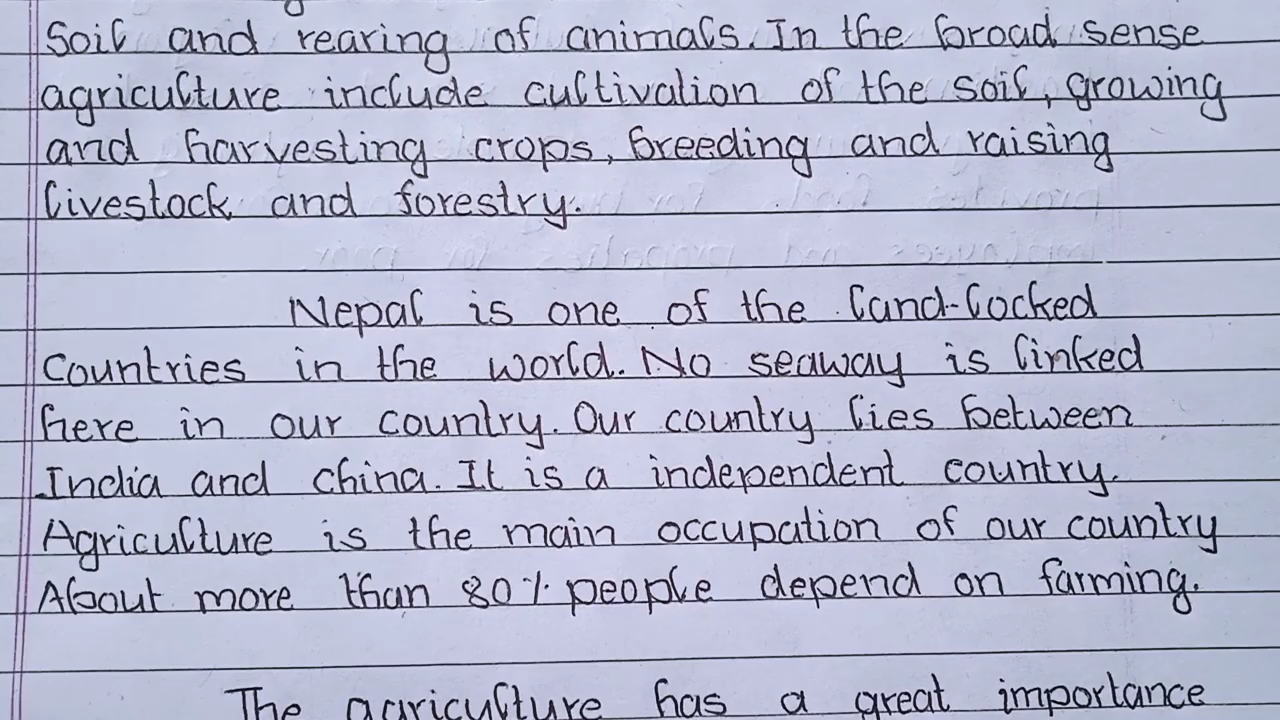 Soil and rearing of animals. In the broad sense
agriculture include cultivation of the soil, growing
and harvesting crops, breeding and raising
livestock and forestry.
Nepal is one of the land-locked
Countries in the world. No seaway is linked
here in our country. Our country lies between
India and china. It is a independent country.
Agriculture is the main occupation of our country
About more than 80% people depend on farming.
The agriculture has a great importance